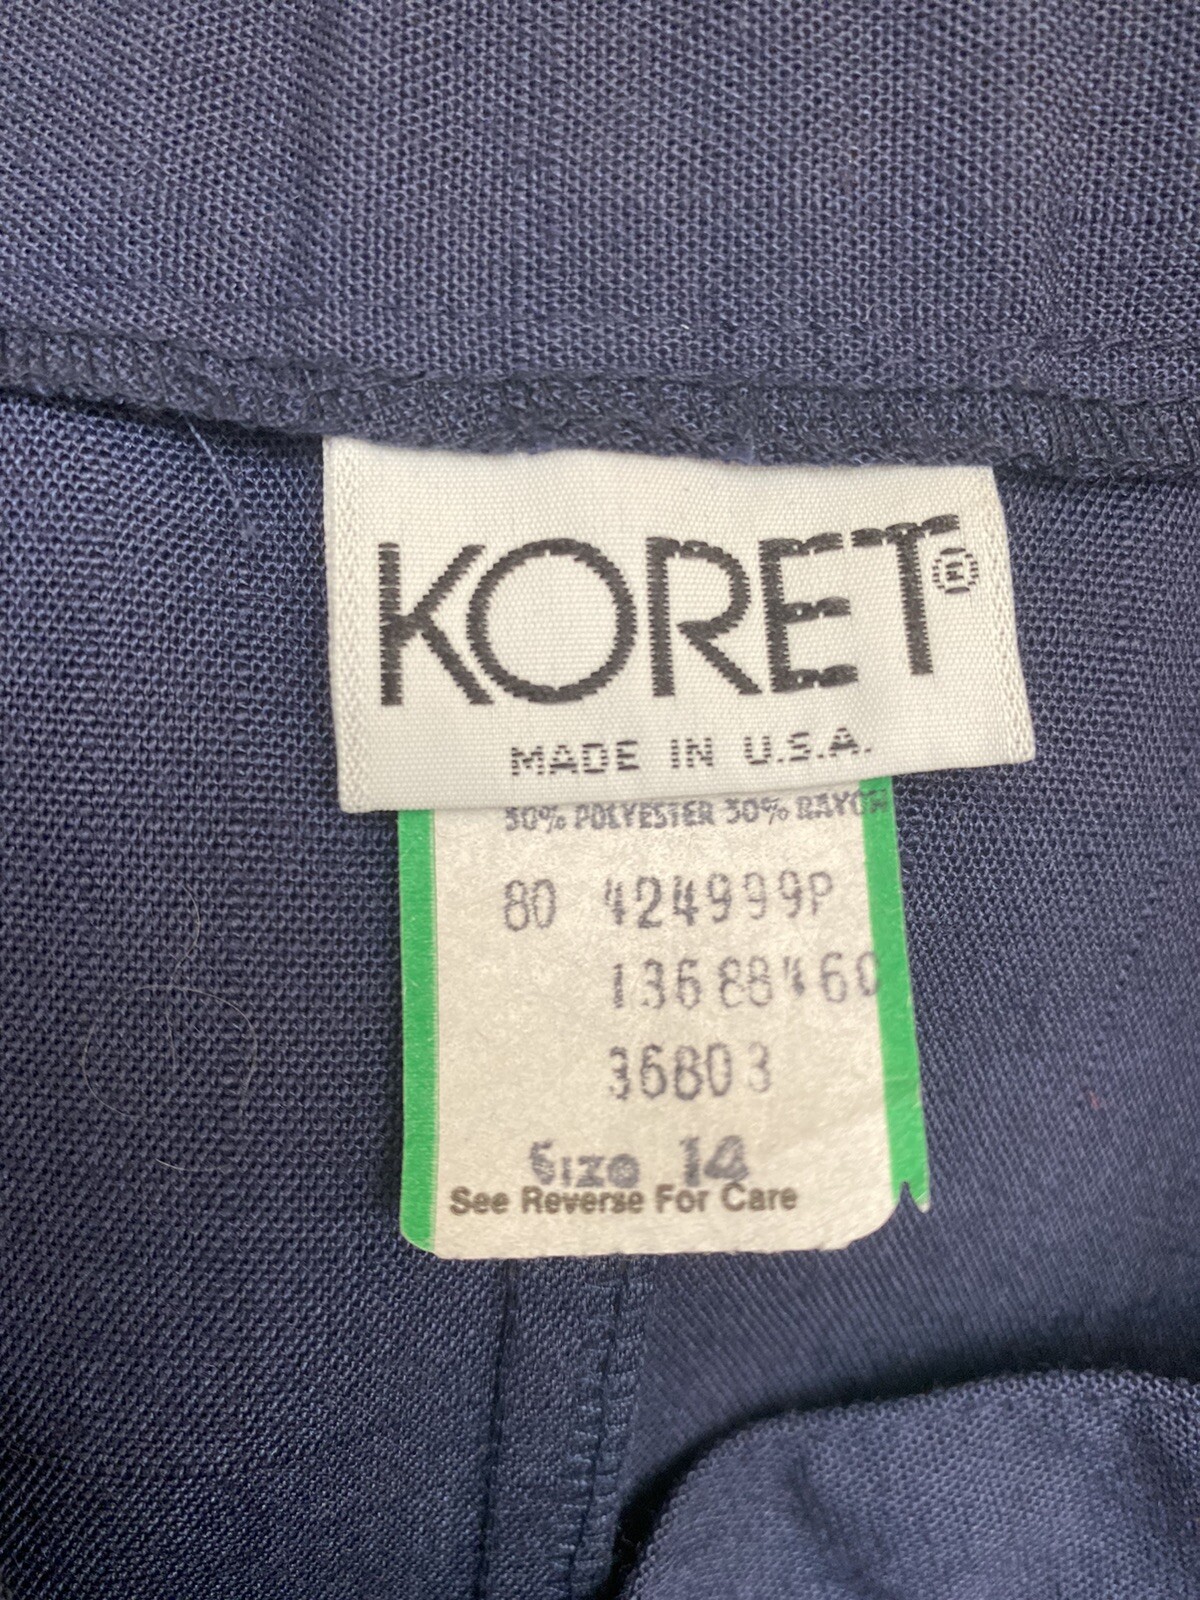 KORET®
MADE IN U.S.A.
50% POLYESTER 50% RAYON
80 424999P
13688460
36803
Size 14
See Reverse For Care